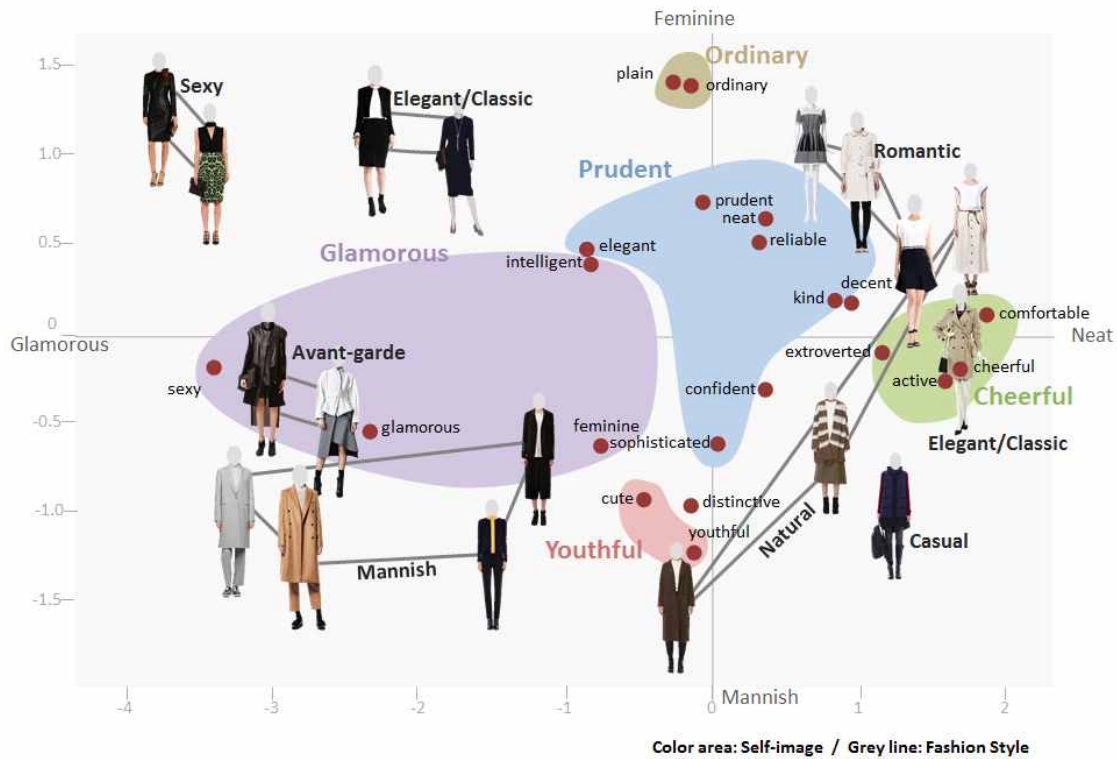 Feminine
1.5
Ordinary
plain
ordinary
Sexy
Elegant/Classic
1.0
Romantic
Prudent
prudent
neat
reliable
0.5
Glamorous
elegant
intelligent
decent
kind
0
Glamorous
Neat
comfortable
extroverted
Avant-garde
sexy
cheerful
active
confident
Cheerful
-0.5
glamorous
feminine
sophisticated
Elegant/Classic
cute
distinctive
-1.0
youthful
Natural
Youthful
Casual
Mannish
-1.5
Mannish
-4
-3
-2
-1
0
1
2
Color area: Self-image / Grey line: Fashion Style